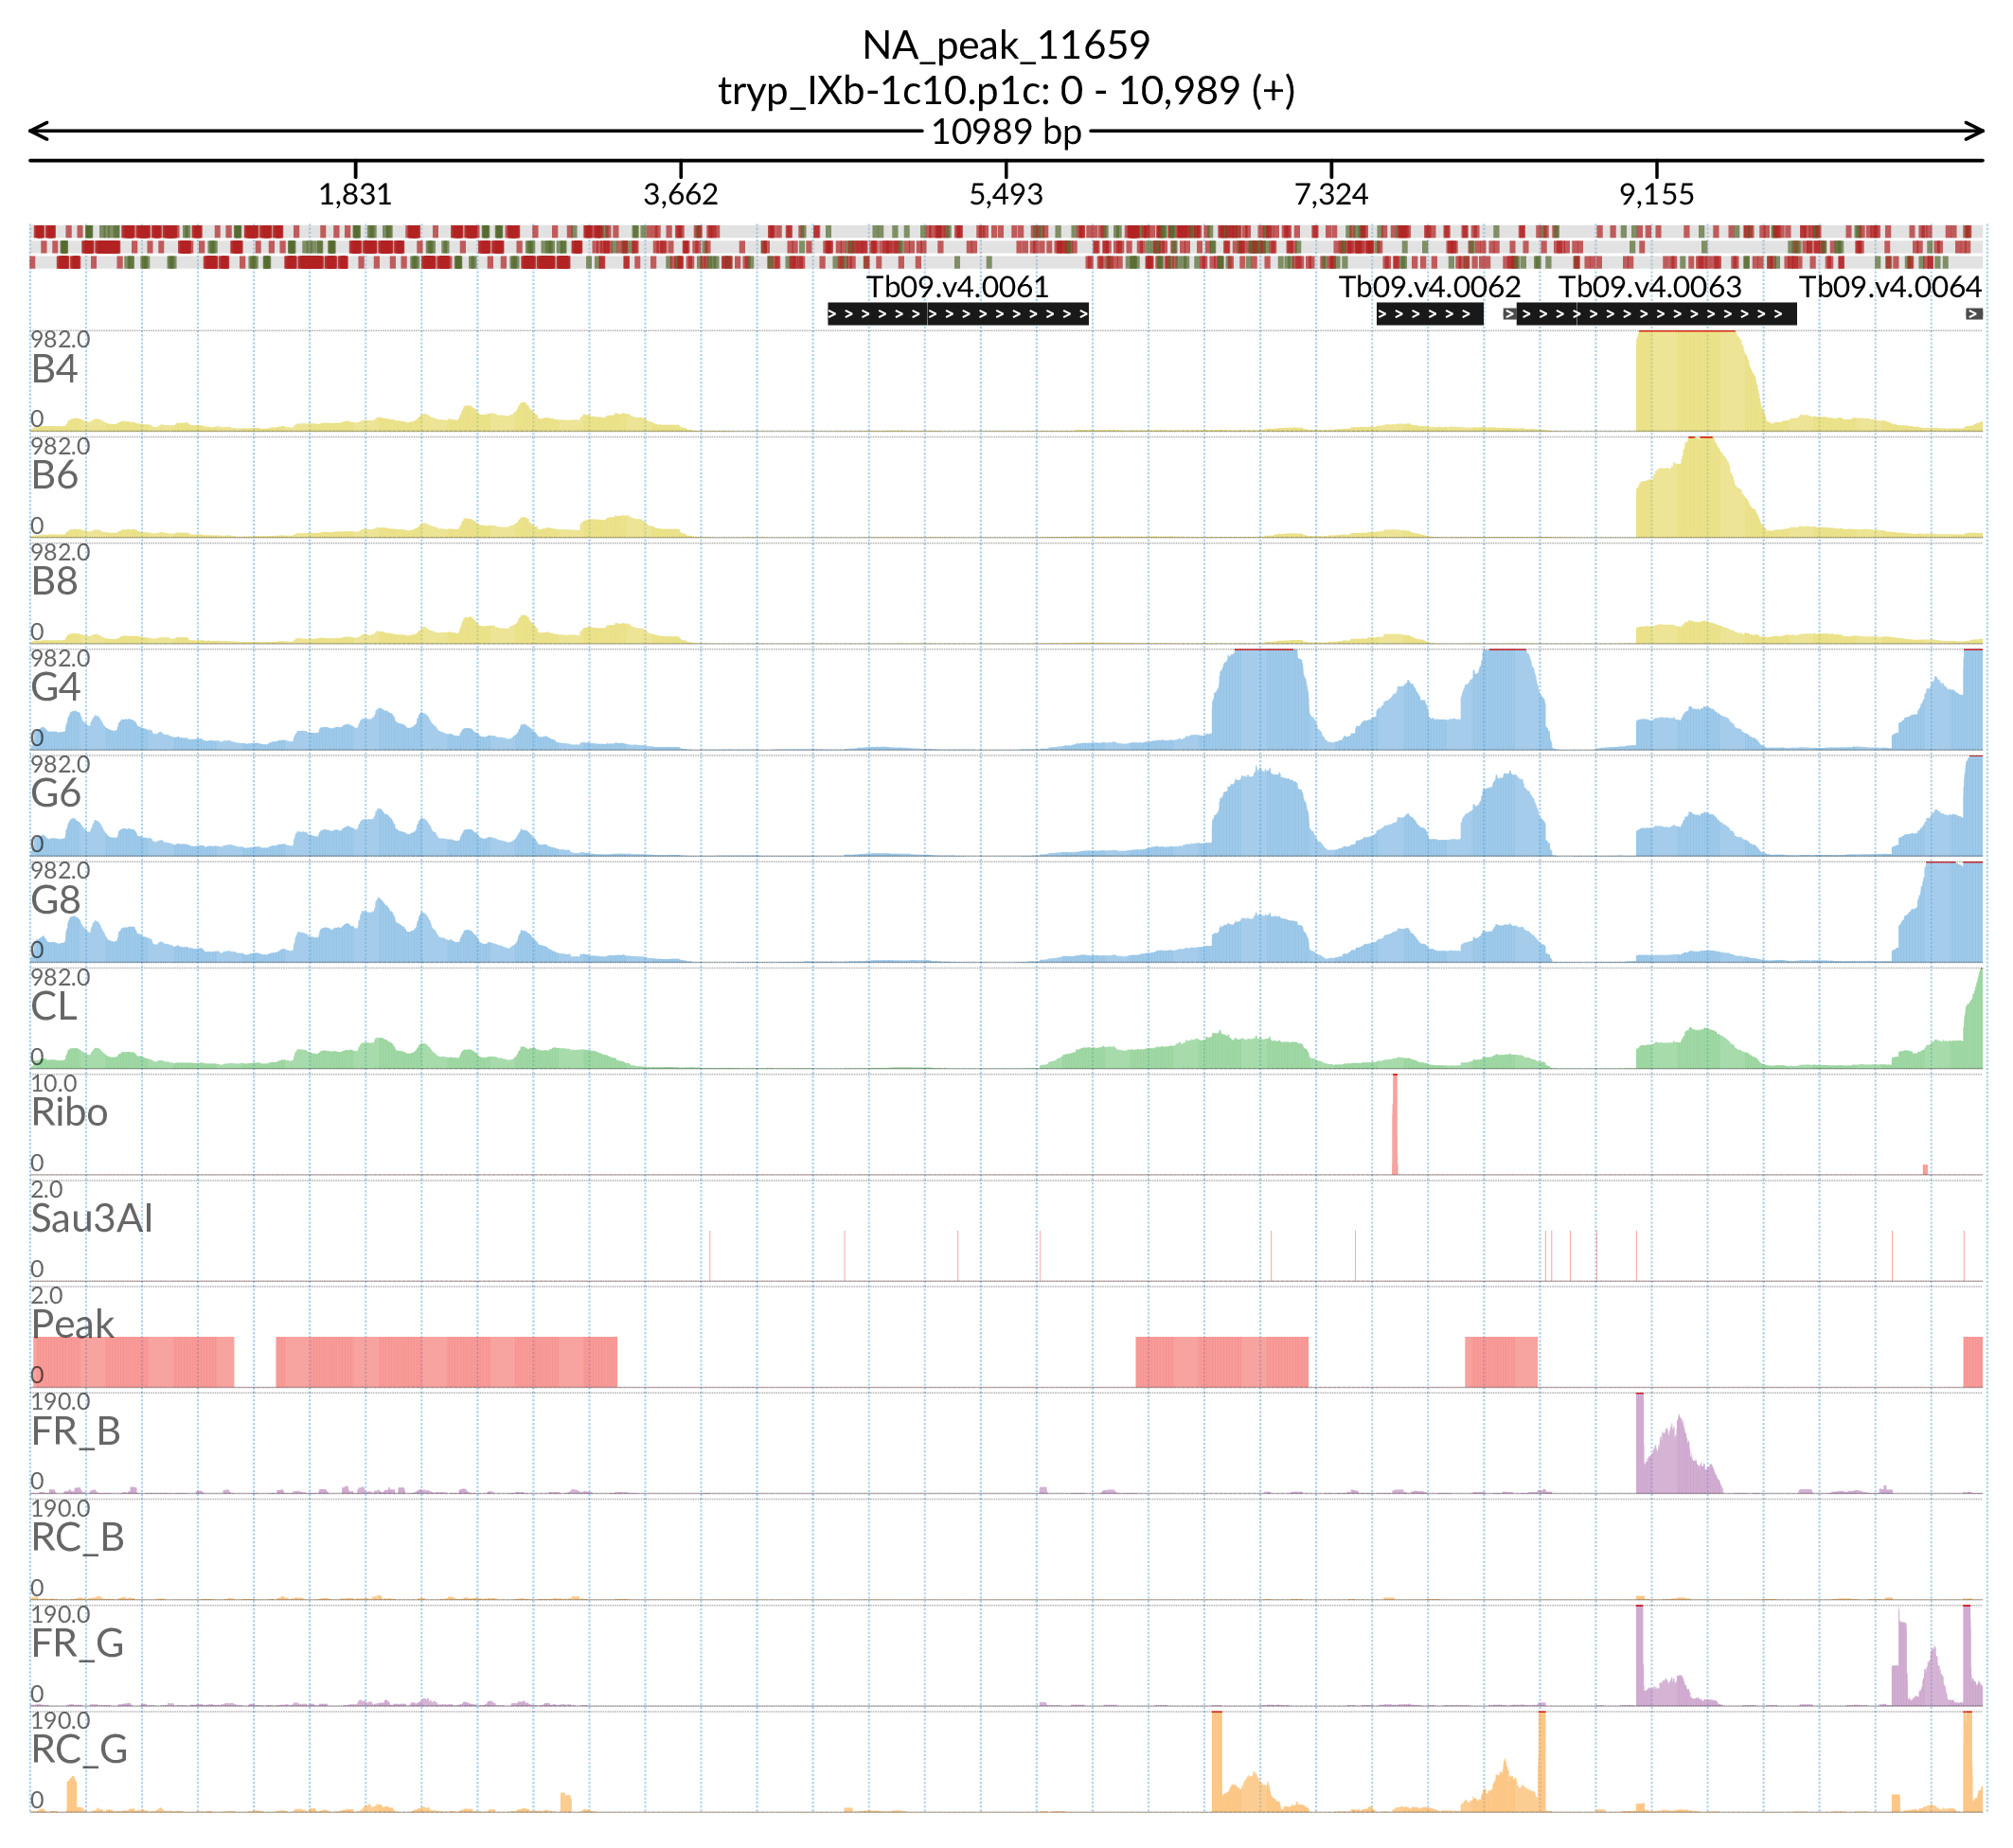 NA_peak_11659
tryp_IXb-1c10.p1c: 0 - 10,989 (+)
10989 bp
1,831 3,662 5,493 7,324 9,155
Tb09.v4.0061 Tb09.v4.0062 Tb09.v4.0063 Tb09.v4.0064
982.0
B4
0
982.0
B6
0
982.0
B8
0
982.0
G4
0
982.0
G6
0
982.0
G8
0
982.0
CL
0
10.0
Ribo
0
2.0
Sau3AI
0
2.0
Peak
0
190.0
FR_B
0
190.0
RC_B
0
190.0
FR_G
0
190.0
RC_G
0